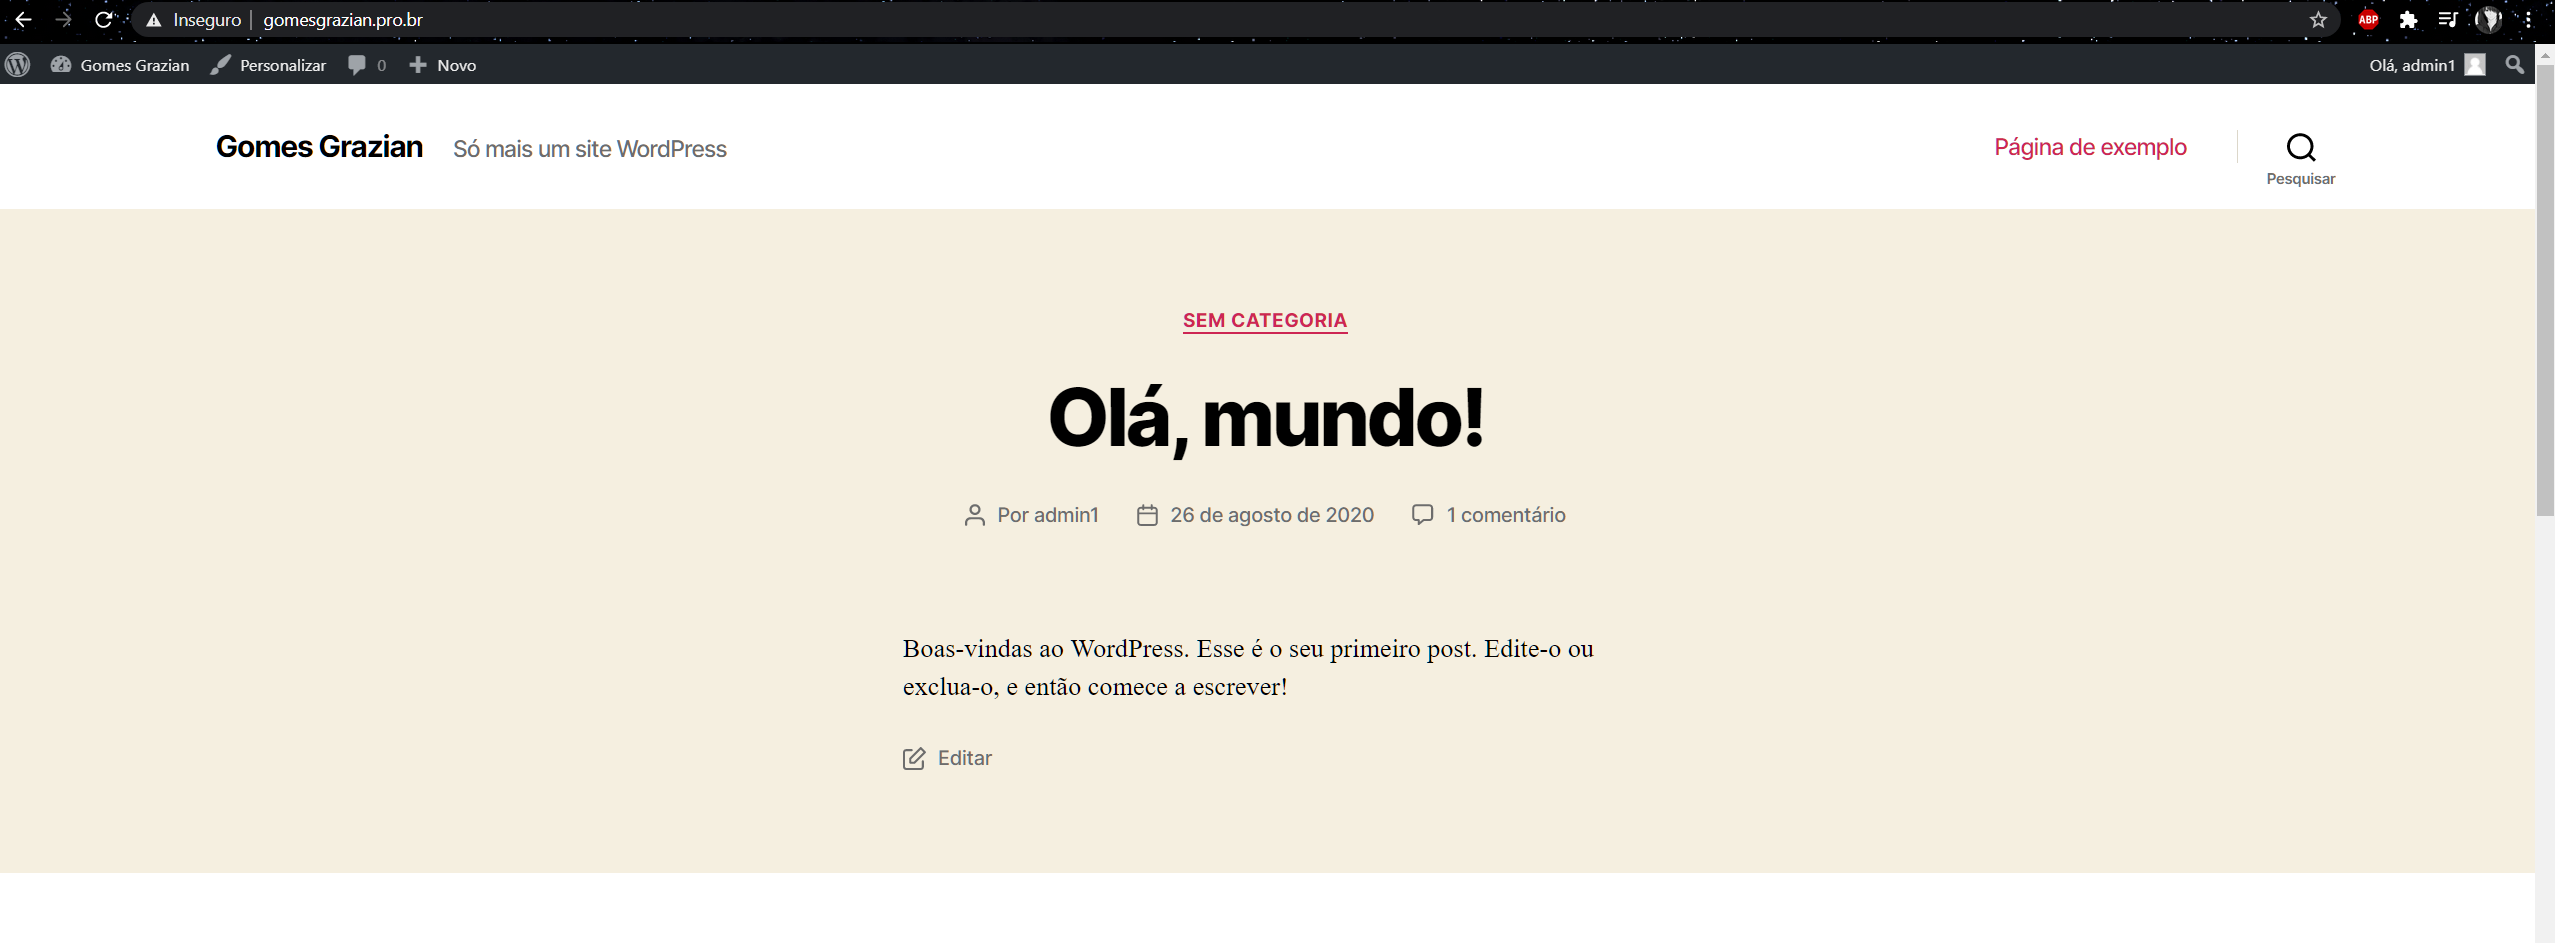 Inseguro | gomesgrazian.pro.br ABP
Gomes Grazian Personalizar 0 Novo Olá, admin1
Gomes Grazian Só mais um site WordPress Página de exemplo
Pesquisar
SEM CATEGORIA
Olá, mundo!
Por admin1 26 de agosto de 2020 1 comentário
Boas-vindas ao WordPress. Esse é o seu primeiro post. Edite-o ou
exclua-o, e então comece a escrever!
Editar